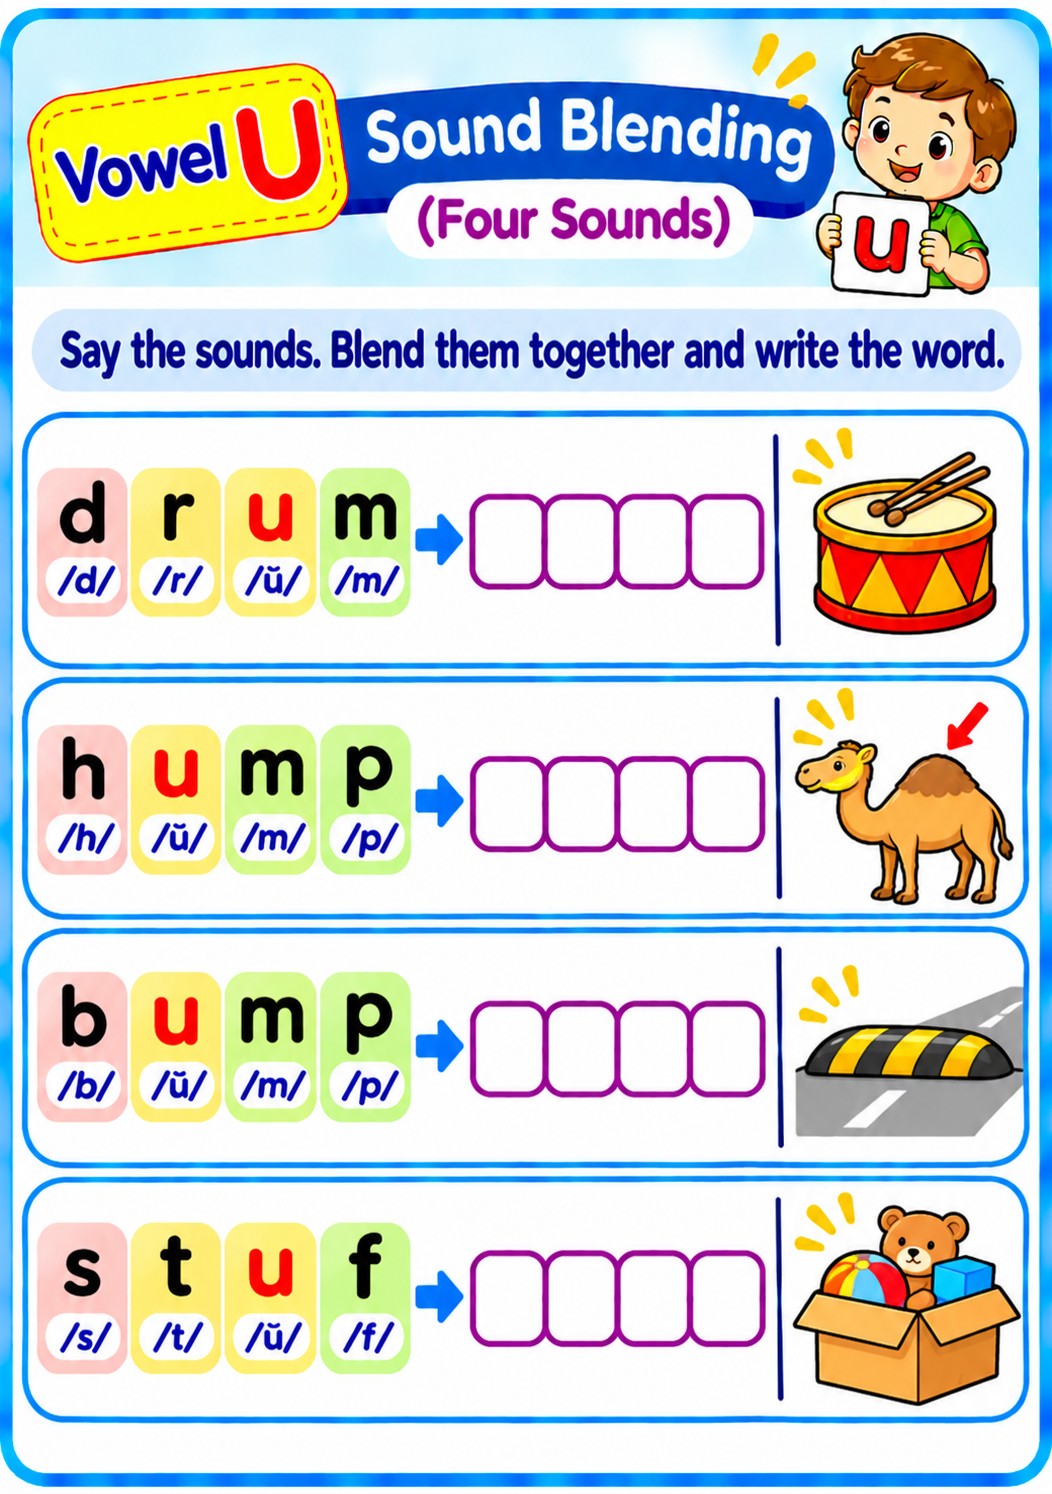 Vowel U
Sound Blending
(Four Sounds)
u
Say the sounds. Blend them together and write the word.
d r u m
/d/ /r/ /ŭ/ /m/
h u m p
/h/ /ŭ/ /m/ /p/
b u m p
/b/ /ŭ/ /m/ /p/
s t u f
/s/ /t/ /ŭ/ /f/